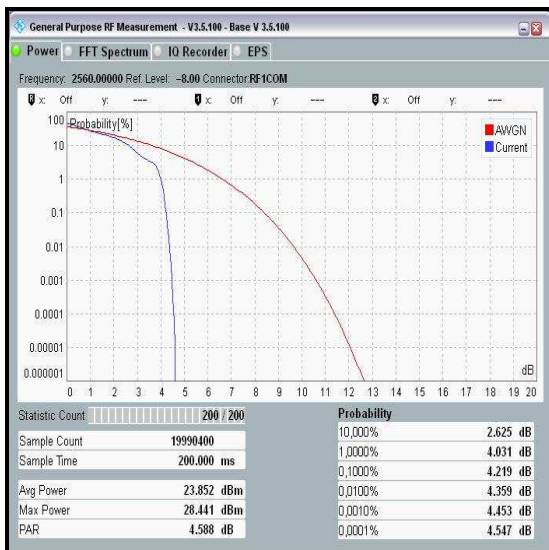 General Purpose RF Measurement - V3.5.100 - Base V 3.5.100
Power FFT Spectrum IQ Recorder EPS
Frequency: 2560.00000 Ref. Level: -8.00 Connector:RF1COM
x: Off y: --- 1 x: Off y: --- 2 x: Off y: ---
Probability[%]
AWGN
Current
100
10
1
0.1
0.01
0.001
0.0001
0.00001
0.000001
dB
0 1 2 3 4 5 6 7 8 9 10 11 12 13 14 15 16 17 18 19 20
Statistic Count 200 / 200
Sample Count 19990400
Sample Time 200.000 ms
Avg Power 23.852 dBm
Max Power 28.441 dBm
PAR 4.588 dB
Probability
10,000% 2.625 dB
1,0000% 4.031 dB
0,1000% 4.219 dB
0,0100% 4.359 dB
0,0010% 4.453 dB
0,0001% 4.547 dB